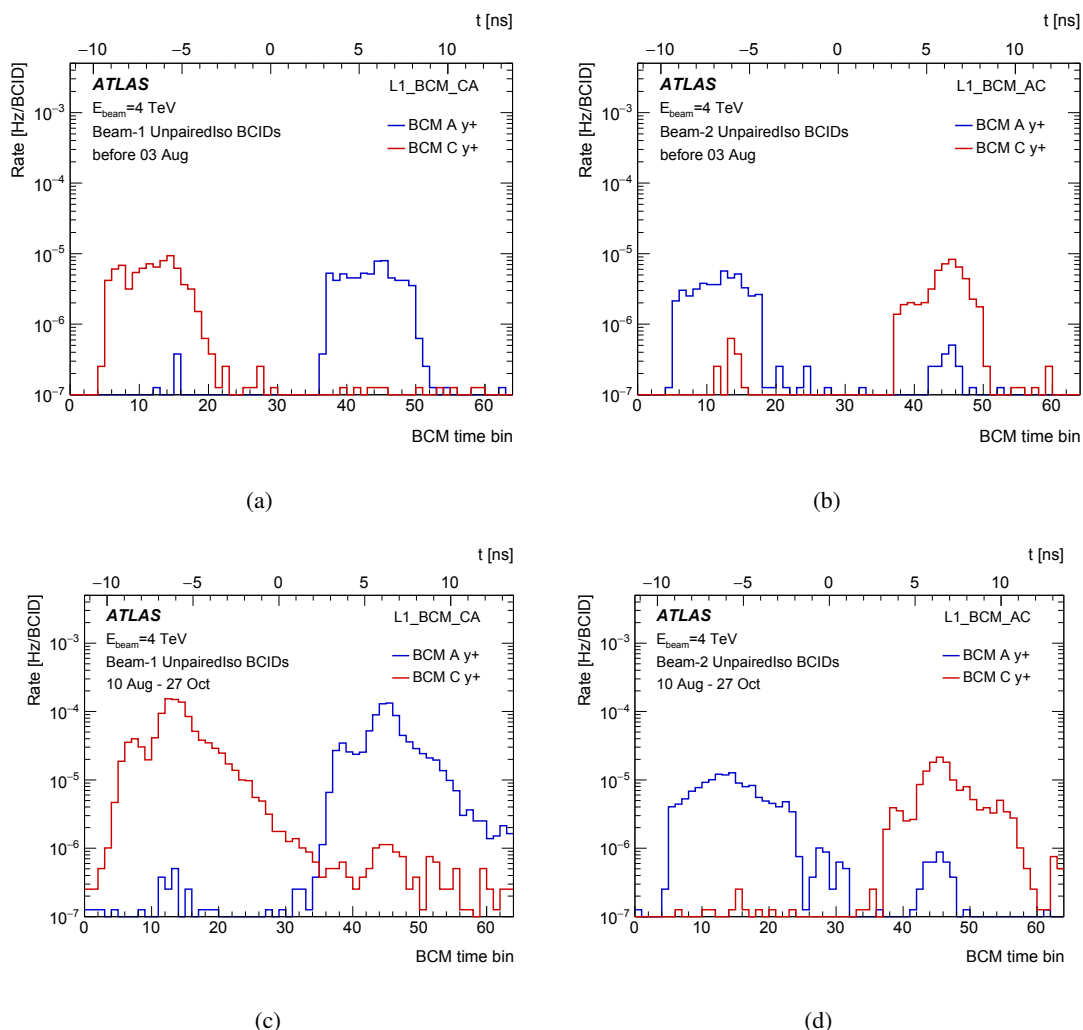 t [ns]
−10 −5 0 5 10
ATLAS L1_BCM_CA
E_beam=4 TeV BCM A y+
Beam-1 UnpairedIso BCIDs BCM C y+
before 03 Aug
Rate [Hz/BCID]
10⁻³
10⁻⁴
10⁻⁵
10⁻⁶
10⁻⁷
0 10 20 30 40 50 60
BCM time bin
(a)
t [ns]
−10 −5 0 5 10
ATLAS L1_BCM_AC
E_beam=4 TeV BCM A y+
Beam-2 UnpairedIso BCIDs BCM C y+
before 03 Aug
Rate [Hz/BCID]
10⁻³
10⁻⁴
10⁻⁵
10⁻⁶
10⁻⁷
0 10 20 30 40 50 60
BCM time bin
(b)
t [ns]
−10 −5 0 5 10
ATLAS L1_BCM_CA
E_beam=4 TeV BCM A y+
Beam-1 UnpairedIso BCIDs BCM C y+
10 Aug - 27 Oct
Rate [Hz/BCID]
10⁻³
10⁻⁴
10⁻⁵
10⁻⁶
10⁻⁷
0 10 20 30 40 50 60
BCM time bin
(c)
t [ns]
−10 −5 0 5 10
ATLAS L1_BCM_AC
E_beam=4 TeV BCM A y+
Beam-2 UnpairedIso BCIDs BCM C y+
10 Aug - 27 Oct
Rate [Hz/BCID]
10⁻³
10⁻⁴
10⁻⁵
10⁻⁶
10⁻⁷
0 10 20 30 40 50 60
BCM time bin
(d)